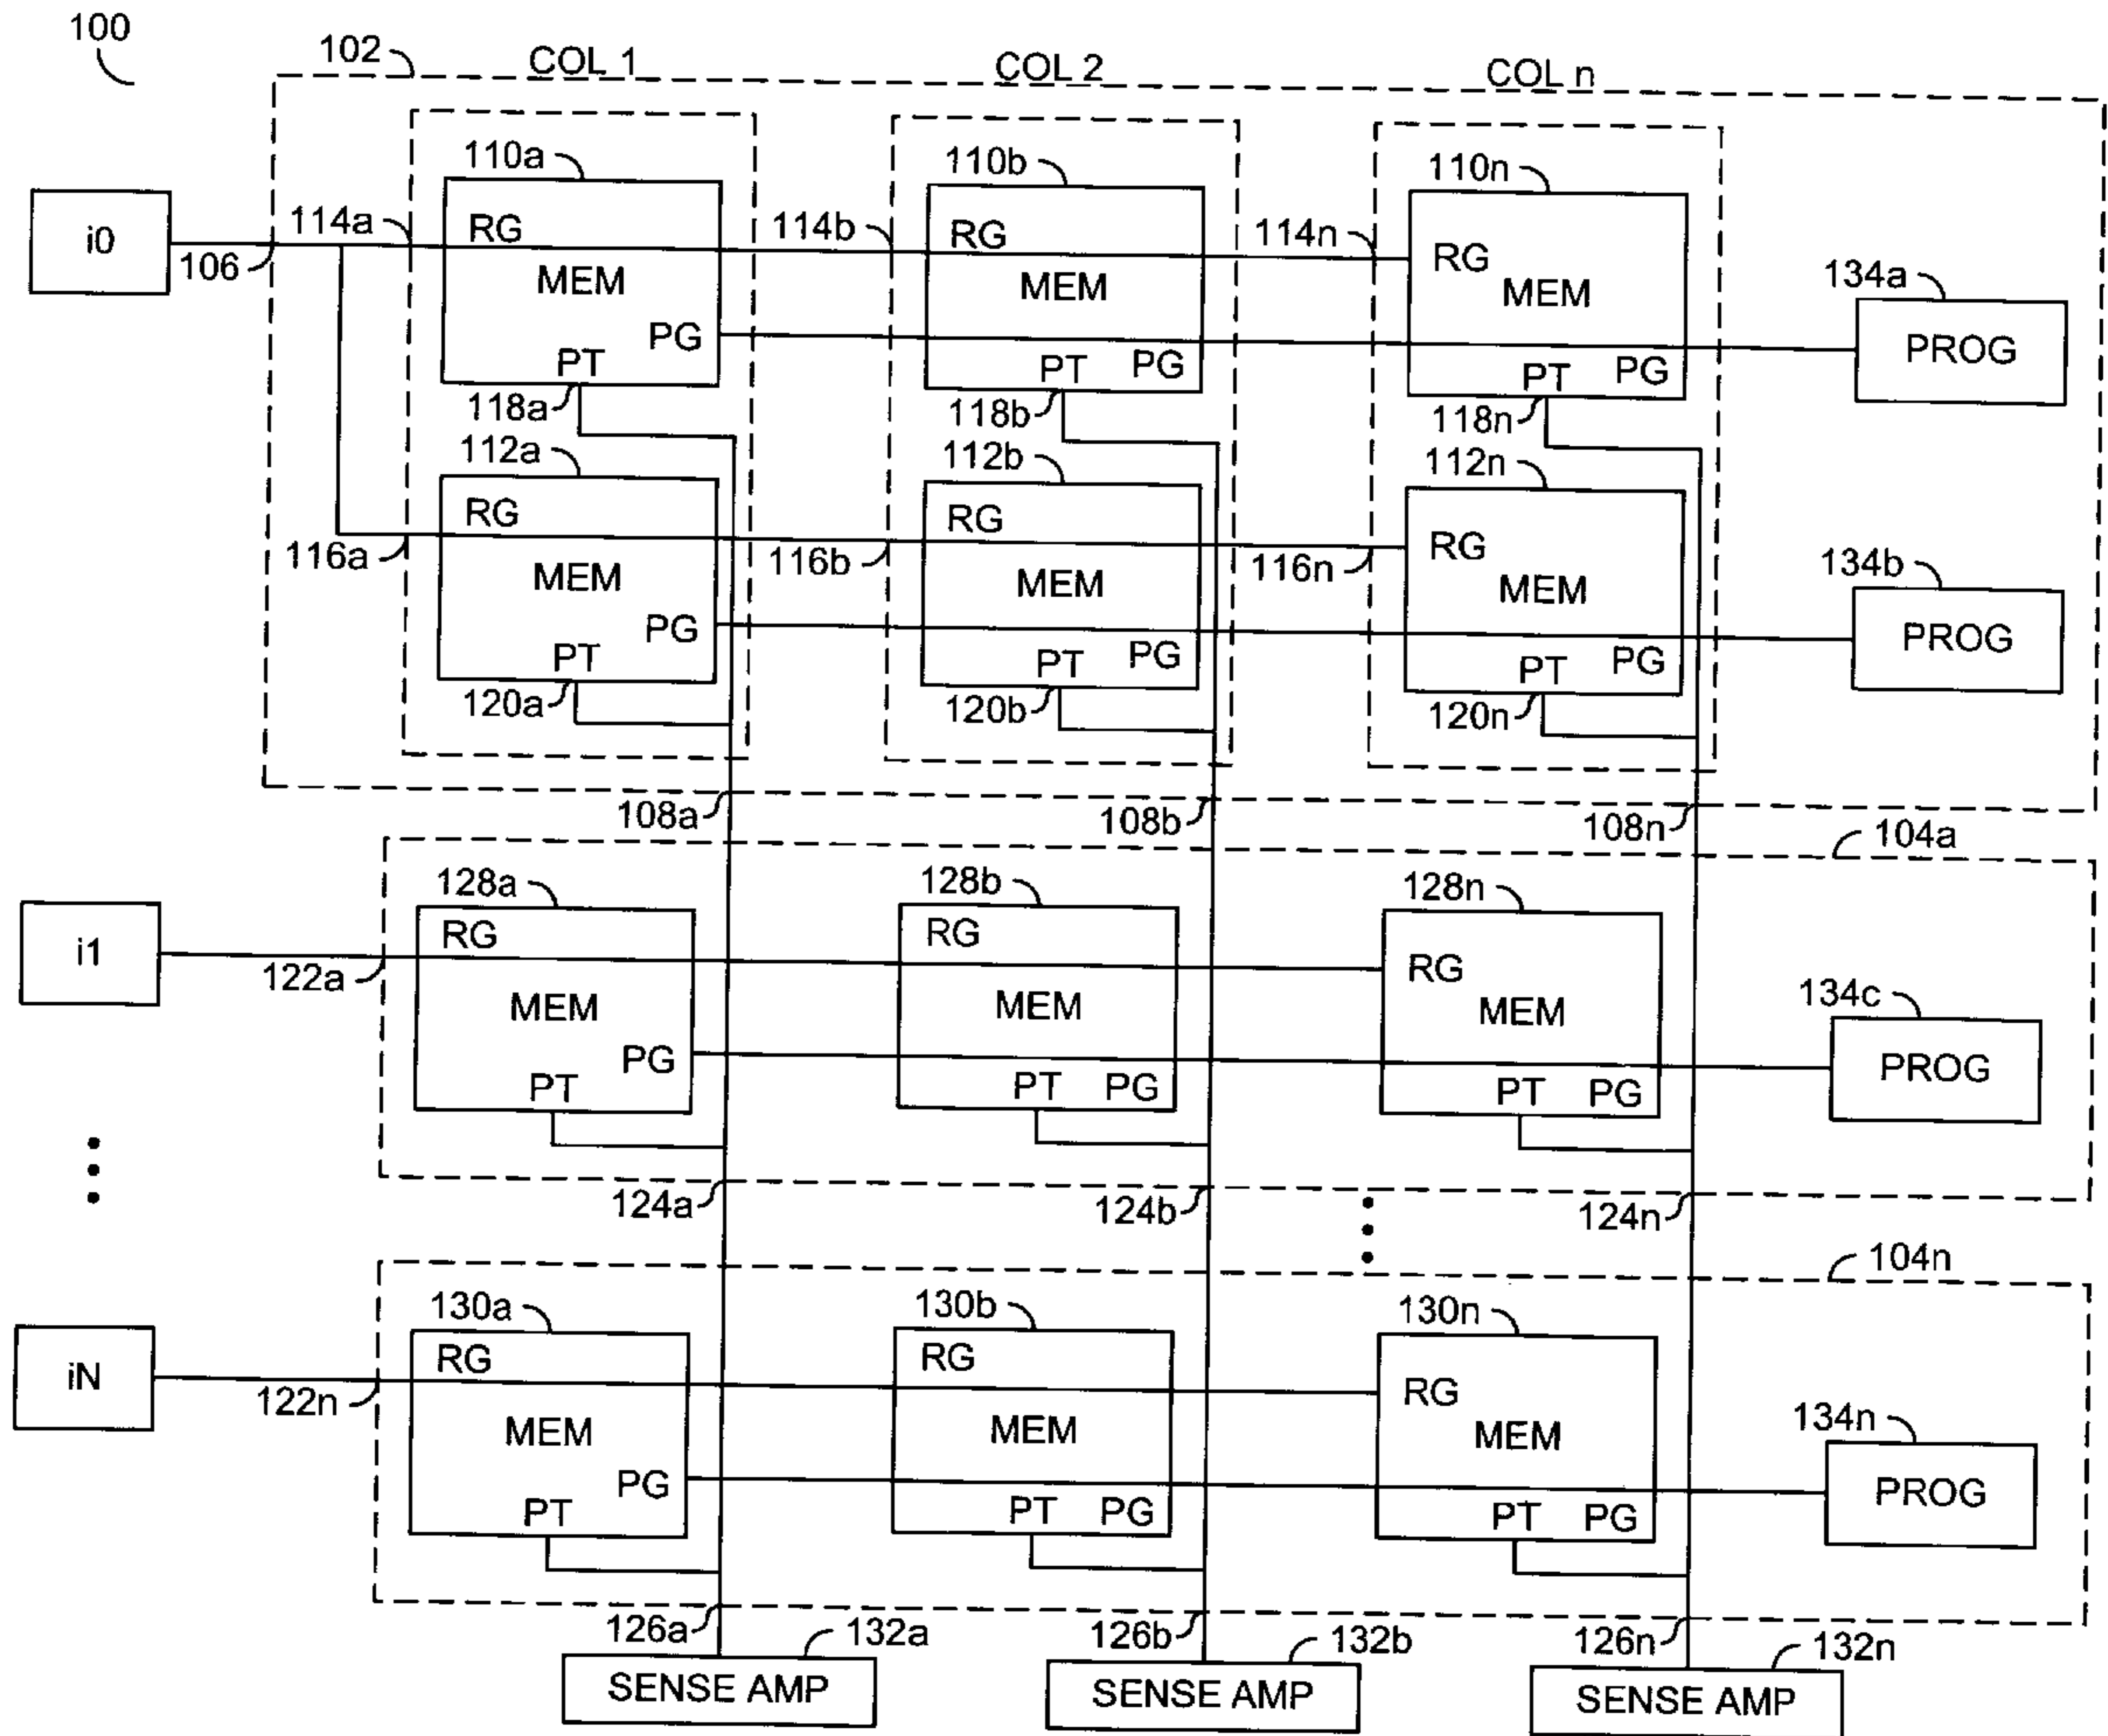 100
102
COL 1
COL 2
COL n
110a
110b
110n
i0
106
114a
RG
114b
RG
114n
RG
MEM
MEM
MEM
134a
PG
PT
PT
PG
PT
PG
PROG
118a
118b
118n
112a
112b
112n
RG
RG
RG
116a
116b
116n
MEM
MEM
MEM
134b
PG
PT
PT
PG
PT
PG
PROG
120a
120b
120n
108a
108b
108n
104a
128a
128b
128n
i1
122a
RG
RG
RG
MEM
MEM
MEM
134c
PG
PT
PT
PG
PT
PG
PROG
124a
124b
124n
104n
130a
130b
130n
iN
122n
RG
RG
RG
MEM
MEM
MEM
134n
PG
PT
PT
PG
PT
PG
PROG
126a
132a
126b
132b
126n
132n
SENSE AMP
SENSE AMP
SENSE AMP